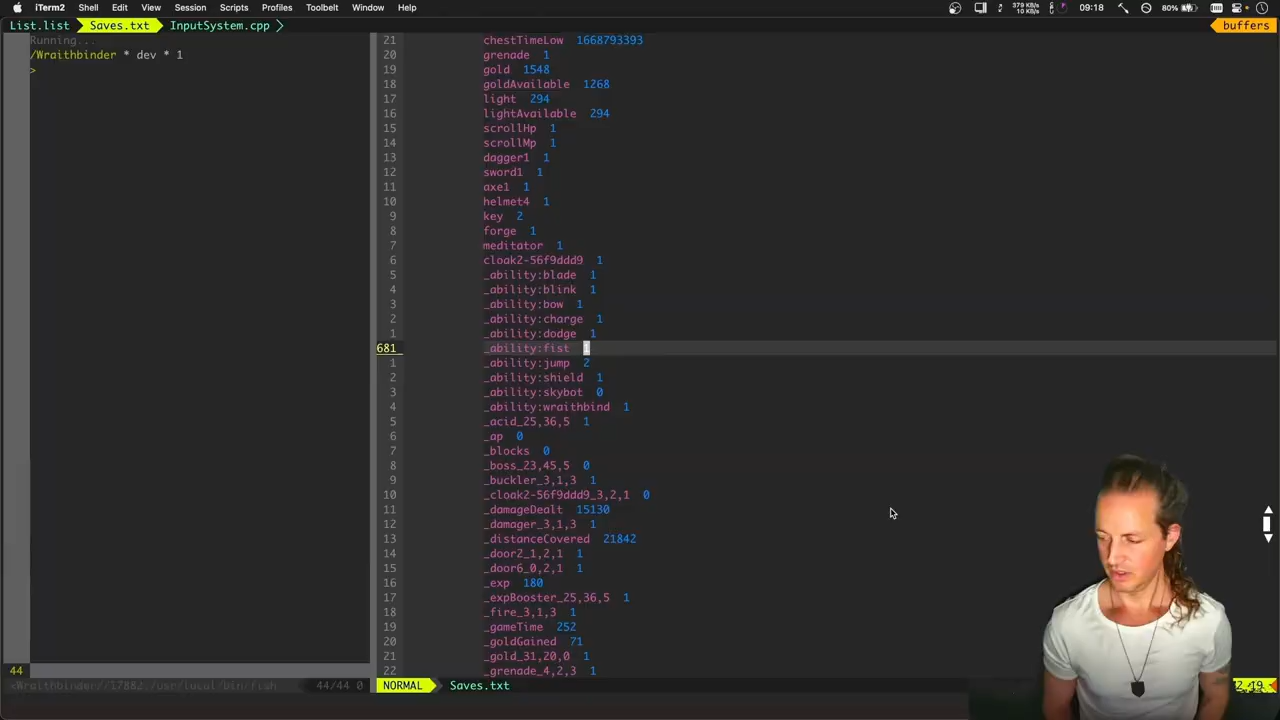 iTerm2 Shell Edit View Session Scripts Profiles Toolbelt Window Help 379 KB/s 10 KB/s 09:18 80%
List.list Saves.txt InputSystem.cpp buffers
Running...
/Wraithbinder * dev * 1
>
44
44/44 0
21 chestTimeLow 1668793393
20 grenade 1
19 gold 1548
18 goldAvailable 1268
17 light 294
16 lightAvailable 294
15 scrollHp 1
14 scrollMp 1
13 dagger1 1
12 sword1 1
11 axe1 1
10 helmet4 1
9 key 2
8 forge 1
7 meditator 1
6 cloak2-56f9ddd9 1
5 _ability:blade 1
4 _ability:blink 1
3 _ability:bow 1
2 _ability:charge 1
1 _ability:dodge 1
681 _ability:fist 1
1 _ability:jump 2
2 _ability:shield 1
3 _ability:skybot 0
4 _ability:wraithbind 1
5 _acid_25,36,5 1
6 _ap 0
7 _blocks 0
8 _boss_23,45,5 0
9 _buckler_3,1,3 1
10 _cloak2-56f9ddd9_3,2,1 0
11 _damageDealt 15130
12 _damager_3,1,3 1
13 _distanceCovered 21842
14 _door2_1,2,1 1
15 _door6_0,2,1 1
16 _exp 180
17 _expBooster_25,36,5 1
18 _fire_3,1,3 1
19 _gameTime 252
20 _goldGained 71
21 _gold_31,20,0 1
22 _grenade_4,2,3 1
NORMAL Saves.txt